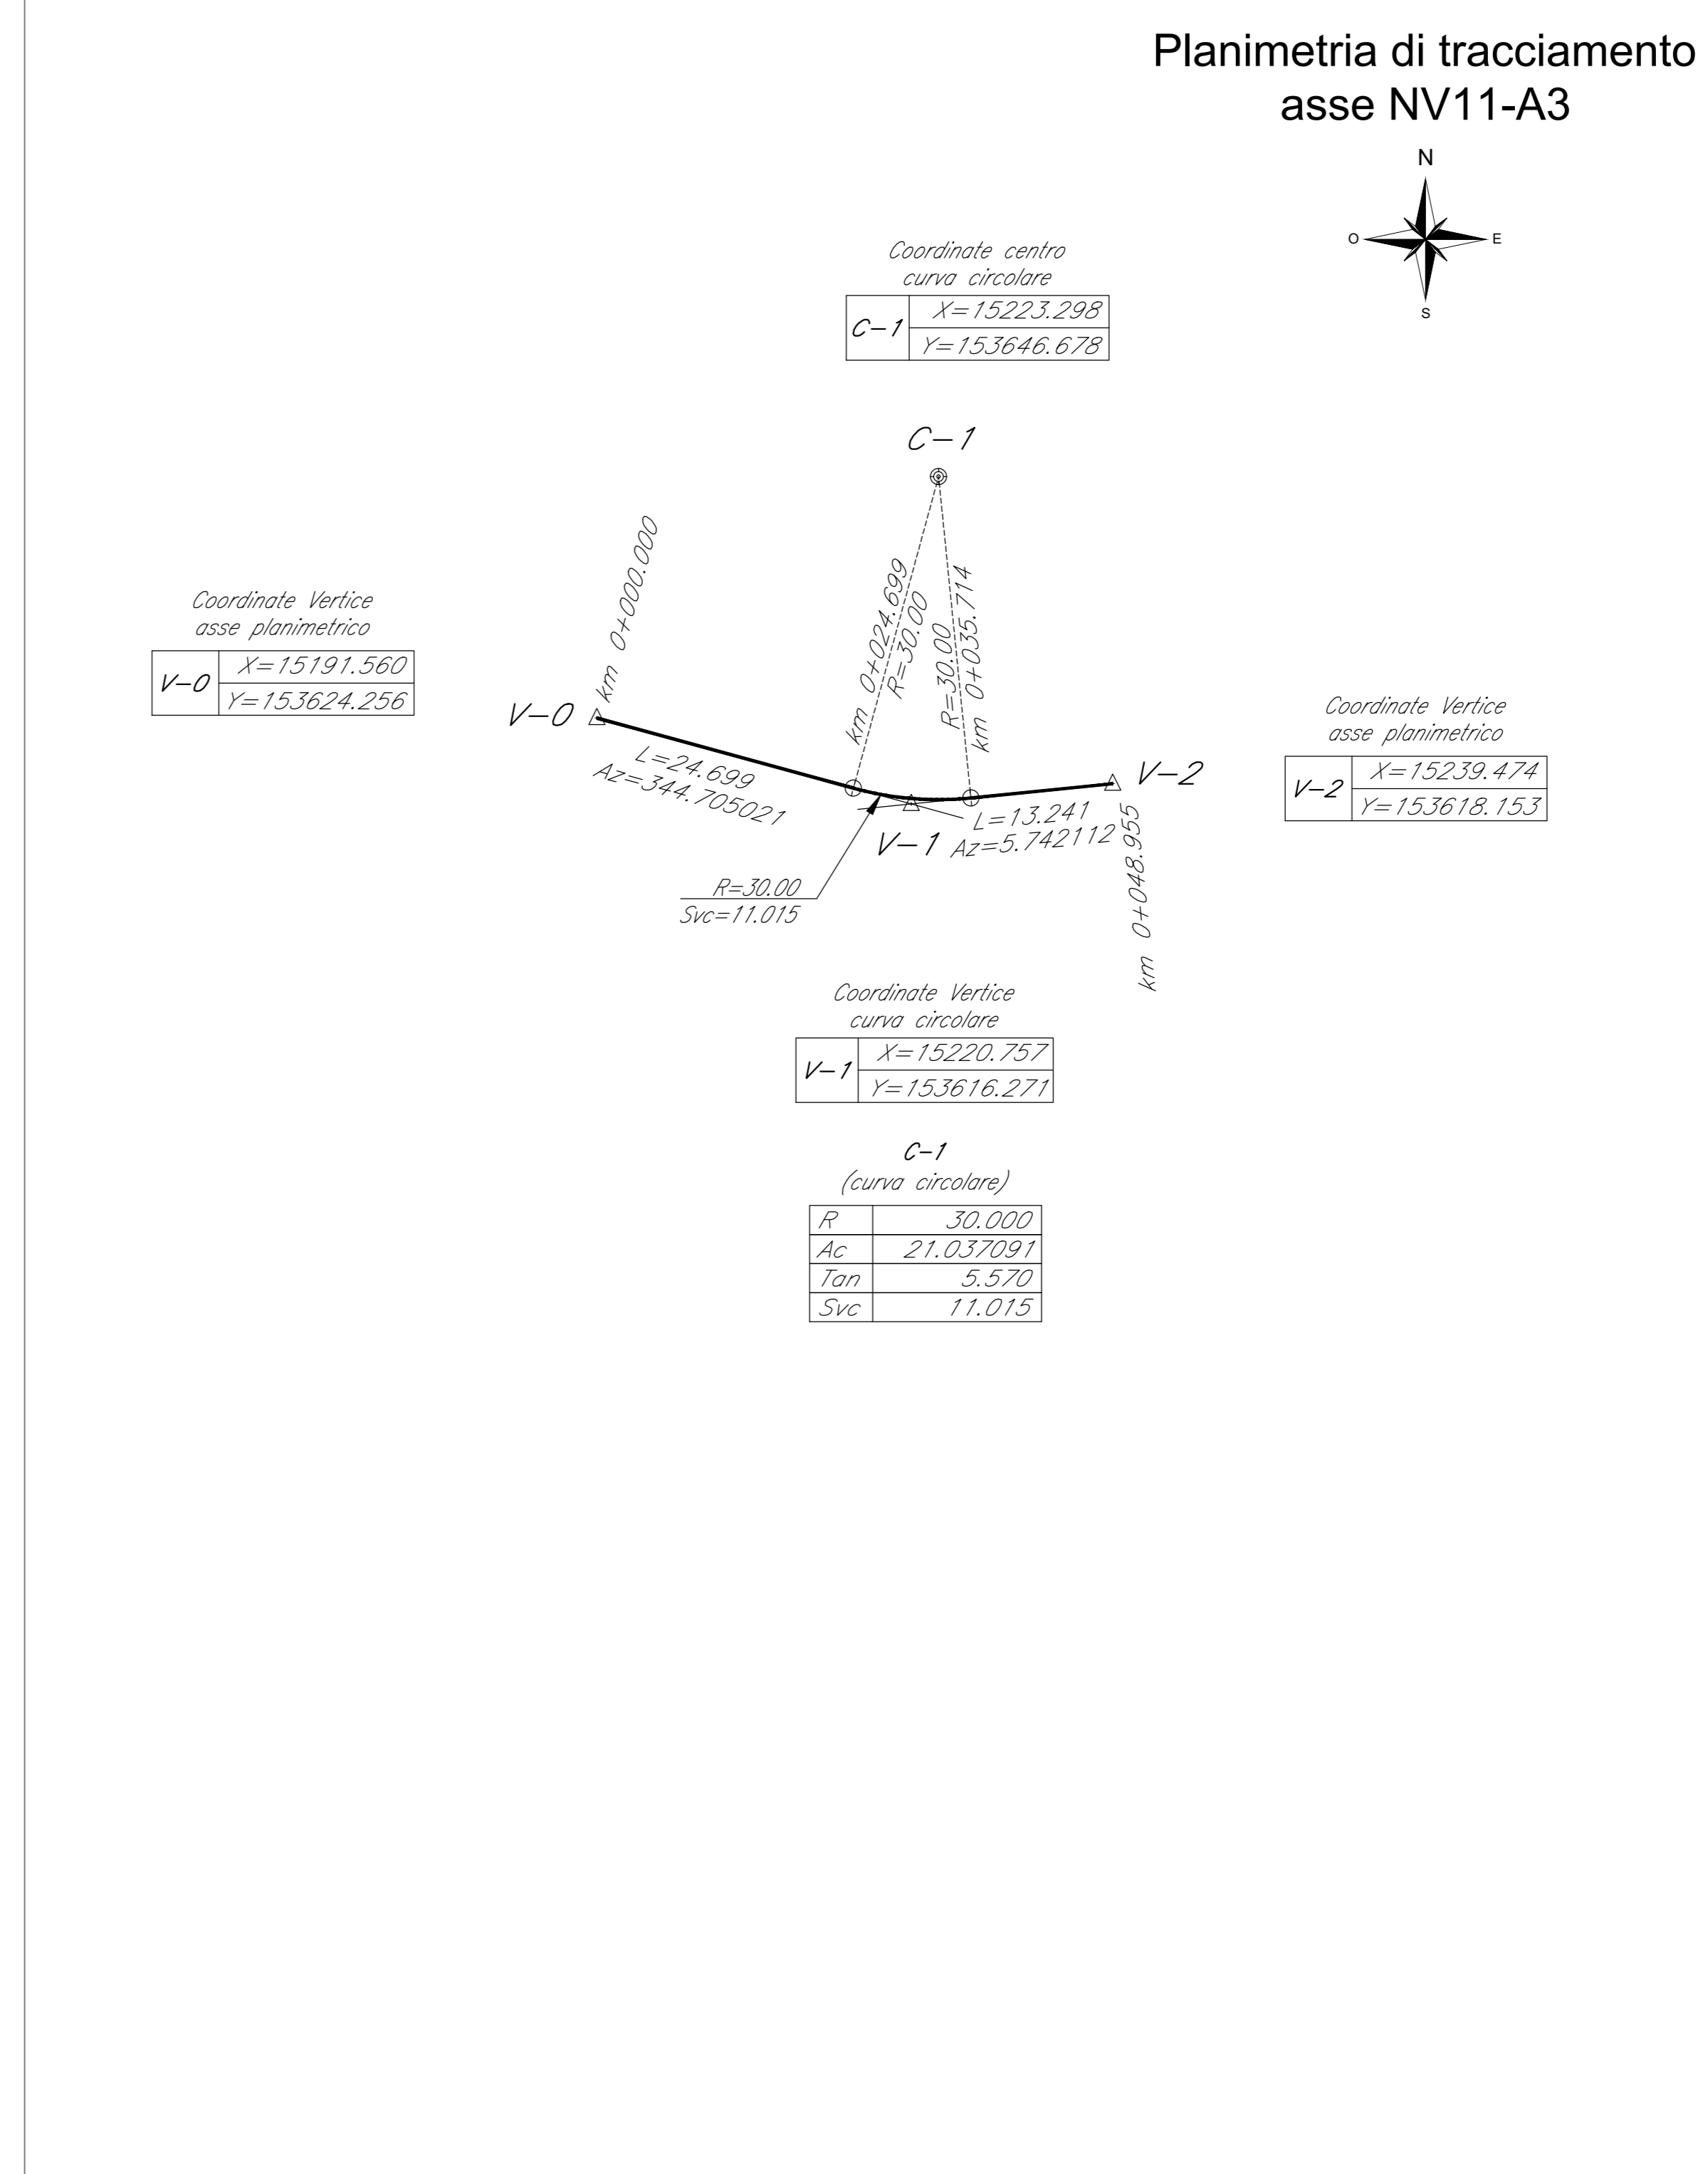 Planimetria di tracciamento
asse NV11-A3
N
O
E
S
Coordinate centro
curva circolare
C-1
X=15223.298
Y=153646.678
C-1
km 0+000.000
km 0+024.699
R=30.00
R=30.00
km 0+035.714
Coordinate Vertice
asse planimetrico
V-0
X=15191.560
Y=153624.256
V-0
L=24.699
Az=344.705021
Coordinate Vertice
asse planimetrico
V-2
X=15239.474
Y=153618.153
V-2
L=13.241
Az=5.742112
V-1
km 0+048.955
R=30.00
Svc=11.015
Coordinate Vertice
curva circolare
V-1
X=15220.757
Y=153616.271
C-1
(curva circolare)
R 30.000
Ac 21.037091
Tan 5.570
Svc 11.015